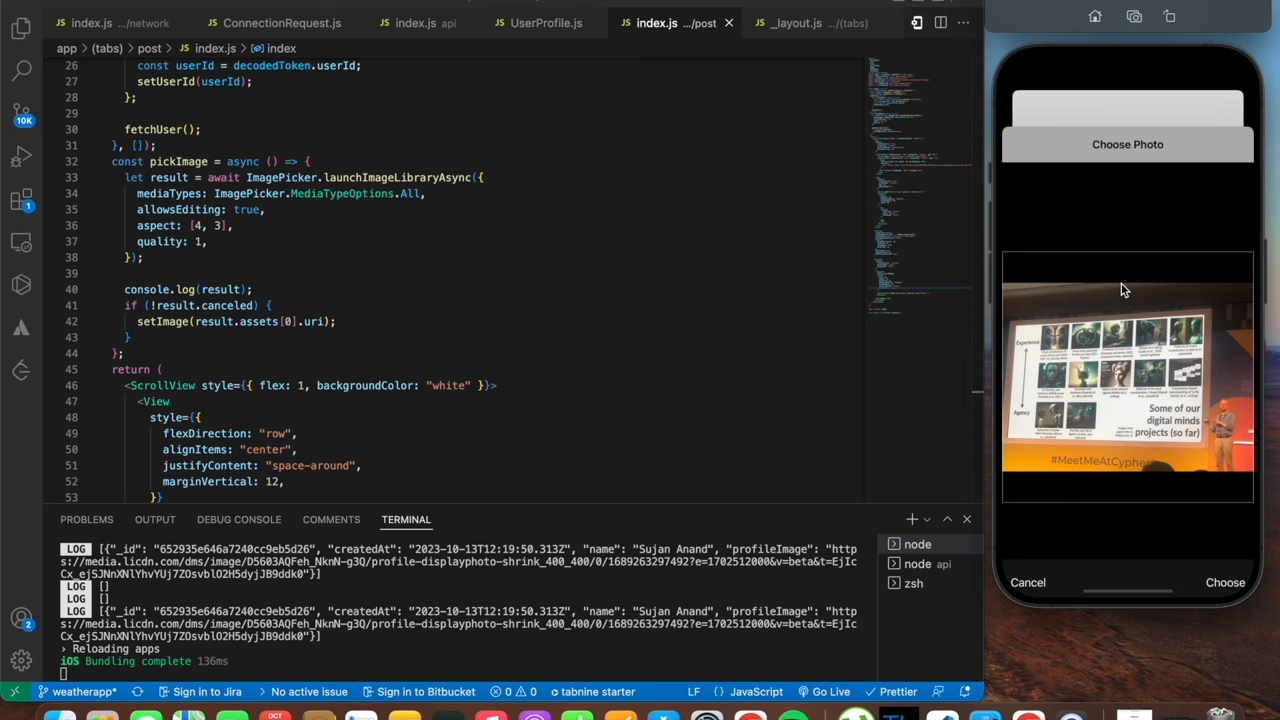 index.js .../network
ConnectionRequest.js
index.js api
UserProfile.js
index.js .../post
_layout.js .../(tabs)
app > (tabs) > post > index.js > index
26 const userId = decodedToken.userId;
27 setUserId(userId);
28 };
29
30 fetchUser();
31 }, []);
32 const pickImage = async () => {
33 let result = await ImagePicker.launchImageLibraryAsync({
34 mediaTypes: ImagePicker.MediaTypeOptions.All,
35 allowsEditing: true,
36 aspect: [4, 3],
37 quality: 1,
38 });
39
40 console.log(result);
41 if (!result.canceled) {
42 setImage(result.assets[0].uri);
43 }
44 };
45 return (
46 <ScrollView style={{ flex: 1, backgroundColor: "white" }}>
47 <View
48 style={{
49 flexDirection: "row",
50 alignItems: "center",
51 justifyContent: "space-around",
52 marginVertical: 12,
53 }}
10K
1
2
PROBLEMS
OUTPUT
DEBUG CONSOLE
COMMENTS
TERMINAL
LOG [{"_id": "652935e646a7240cc9eb5d26", "createdAt": "2023-10-13T12:19:50.313Z", "name": "Sujan Anand", "profileImage": "http
s://media.licdn.com/dms/image/D5603AQFeh_NknN-g3Q/profile-displayphoto-shrink_400_400/0/1689263297492?e=1702512000&v=beta&t=EjIc
Cx_ejSJNnXNlYhvYUj7ZOsvblO2H5dyjJB9ddk0"}]
LOG []
LOG []
LOG [{"_id": "652935e646a7240cc9eb5d26", "createdAt": "2023-10-13T12:19:50.313Z", "name": "Sujan Anand", "profileImage": "http
s://media.licdn.com/dms/image/D5603AQFeh_NknN-g3Q/profile-displayphoto-shrink_400_400/0/1689263297492?e=1702512000&v=beta&t=EjIc
Cx_ejSJNnXNlYhvYUj7ZOsvblO2H5dyjJB9ddk0"}]
› Reloading apps
iOS Bundling complete 136ms
node
node api
zsh
weatherapp*
Sign in to Jira
No active issue
Sign in to Bitbucket
0
0
tabnine starter
LF
{} JavaScript
Go Live
Prettier
OCT
Choose Photo
Experience
Agency
Some of our
digital minds
projects (so far)
#MeetMeAtCypher
Cancel
Choose